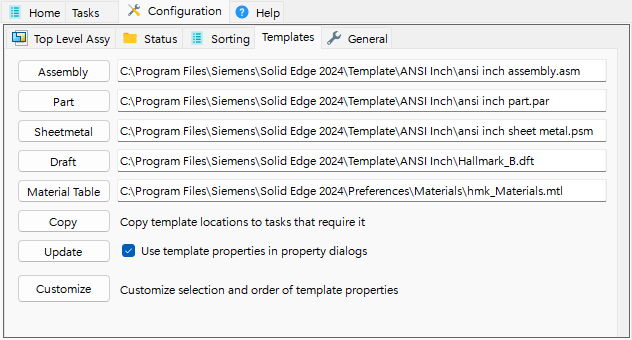 Home Tasks Configuration Help
Top Level Assy Status Sorting Templates General
Assembly C:\Program Files\Siemens\Solid Edge 2024\Template\ANSI Inch\ansi inch assembly.asm
Part C:\Program Files\Siemens\Solid Edge 2024\Template\ANSI Inch\ansi inch part.par
Sheetmetal C:\Program Files\Siemens\Solid Edge 2024\Template\ANSI Inch\ansi inch sheet metal.psm
Draft C:\Program Files\Siemens\Solid Edge 2024\Template\ANSI Inch\Hallmark_B.dft
Material Table C:\Program Files\Siemens\Solid Edge 2024\Preferences\Materials\hmk_Materials.mtl
Copy Copy template locations to tasks that require it
Update Use template properties in property dialogs
Customize Customize selection and order of template properties